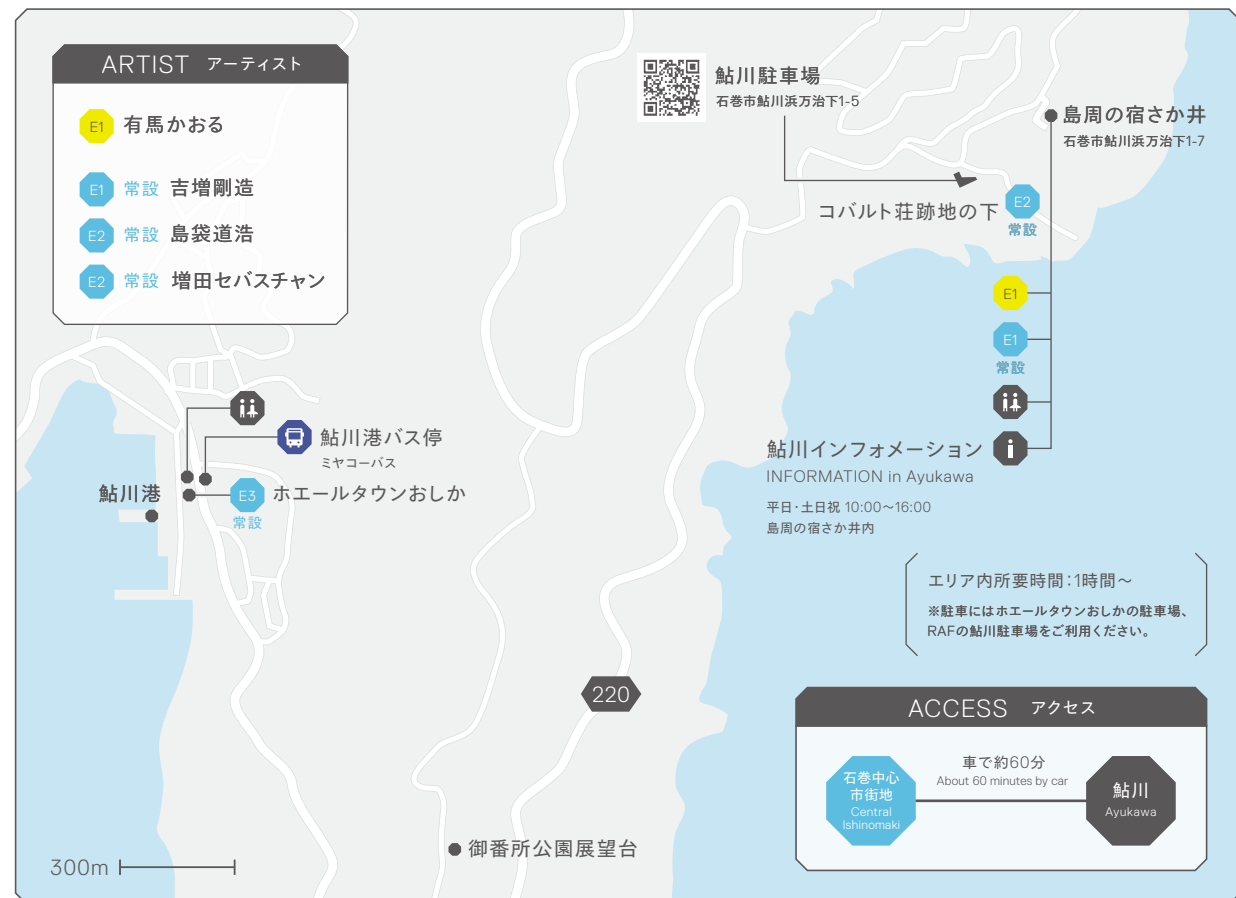 ARTIST アーティスト
E1 有馬かおる
E1 常設 吉増剛造
E2 常設 島袋道浩
E2 常設 増田セバスチャン
鮎川駐車場
石巻市鮎川浜万治下1-5
島周の宿さか井
石巻市鮎川浜万治下1-7
コバルト荘跡地の下
E2
常設
E1
E1
常設
鮎川港バス停
ミヤコーバス
鮎川港
E3 ホエールタウンおしか
常設
鮎川インフォメーション
INFORMATION in Ayukawa
平日・土日祝 10:00〜16:00
島周の宿さか井内
エリア内所要時間：1時間〜
※駐車にはホエールタウンおしかの駐車場、
RAFの鮎川駐車場をご利用ください。
220
ACCESS アクセス
石巻中心
市街地
Central
Ishinomaki
車で約60分
About 60 minutes by car
鮎川
Ayukawa
御番所公園展望台
300m